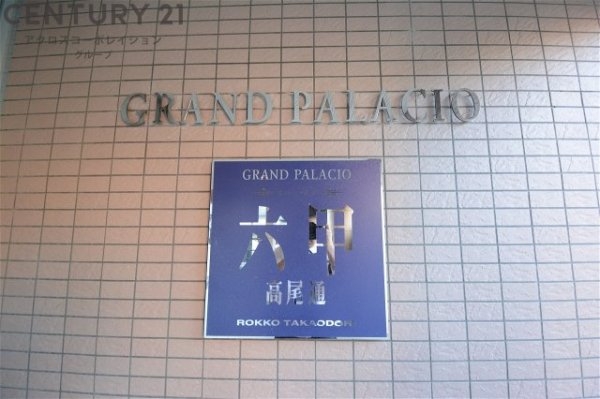 CENTURY 21
アクロスコーポレイション
グループ
GRAND PALACIO
GRAND PALACIO
六甲
高尾通
ROKKO TAKAODORI